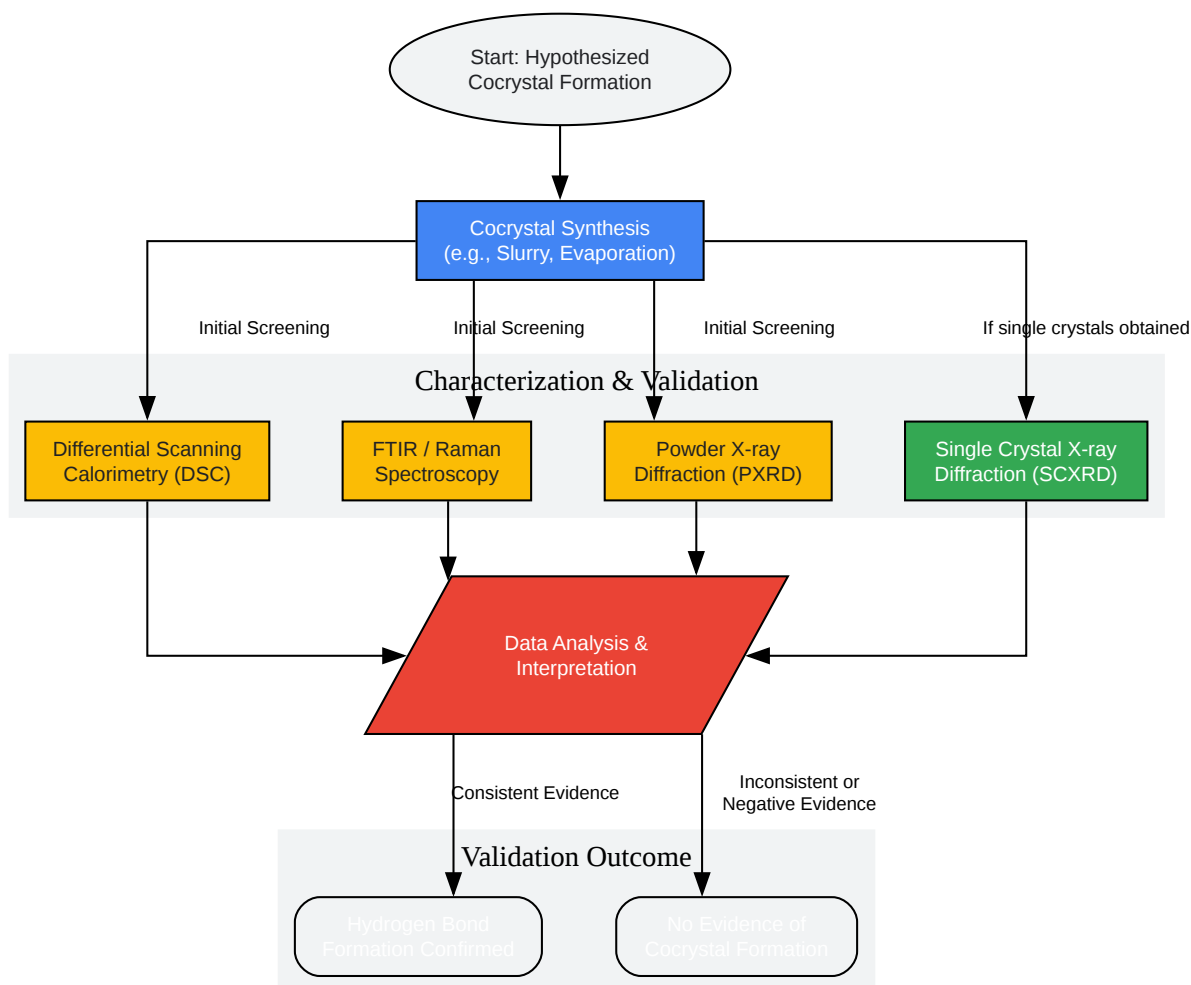 Start: Hypothesized
Cocrystal Formation
Cocrystal Synthesis
(e.g., Slurry, Evaporation)
Initial Screening
Initial Screening
Initial Screening
If single crystals obtained
Characterization & Validation
Differential Scanning
Calorimetry (DSC)
FTIR / Raman
Spectroscopy
Powder X-ray
Diffraction (PXRD)
Single Crystal X-ray
Diffraction (SCXRD)
Data Analysis &
Interpretation
Consistent Evidence
Inconsistent or
Negative Evidence
Validation Outcome
Hydrogen Bond
Formation Confirmed
No Evidence of
Cocrystal Formation